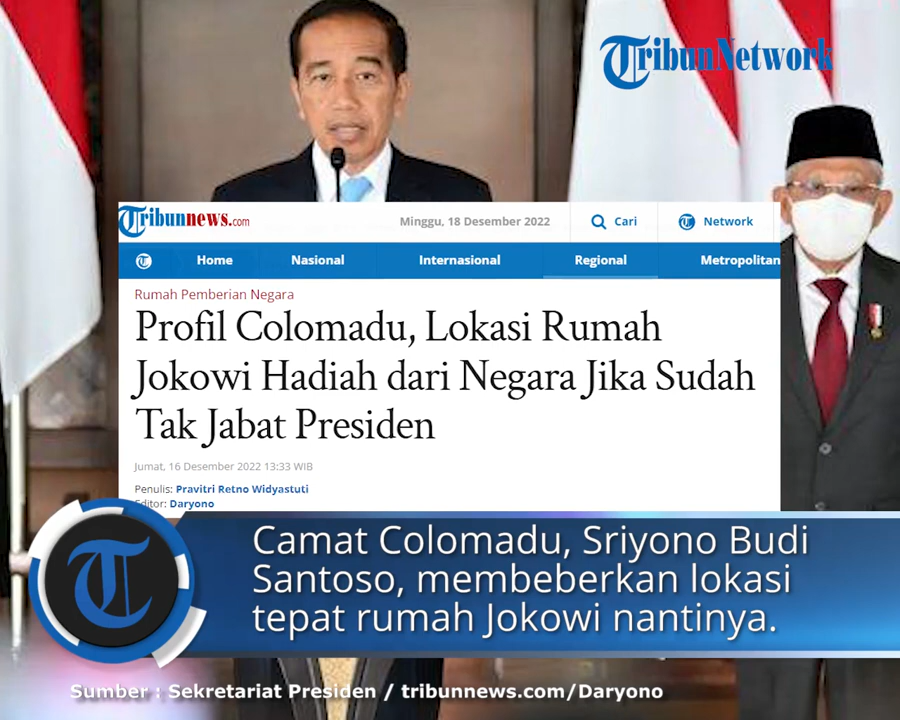 TribunNetwork
Tribunnews.com
Minggu, 18 Desember 2022
Cari
Network
Home
Nasional
Internasional
Regional
Metropolitan
Rumah Pemberian Negara
Profil Colomadu, Lokasi Rumah
Jokowi Hadiah dari Negara Jika Sudah
Tak Jabat Presiden
Jumat, 16 Desember 2022 13:33 WIB
Penulis: Pravitri Retno Widyastuti
Editor: Daryono
Camat Colomadu, Sriyono Budi
Santoso, membeberkan lokasi
tepat rumah Jokowi nantinya.
Sumber : Sekretariat Presiden / tribunnews.com/Daryono